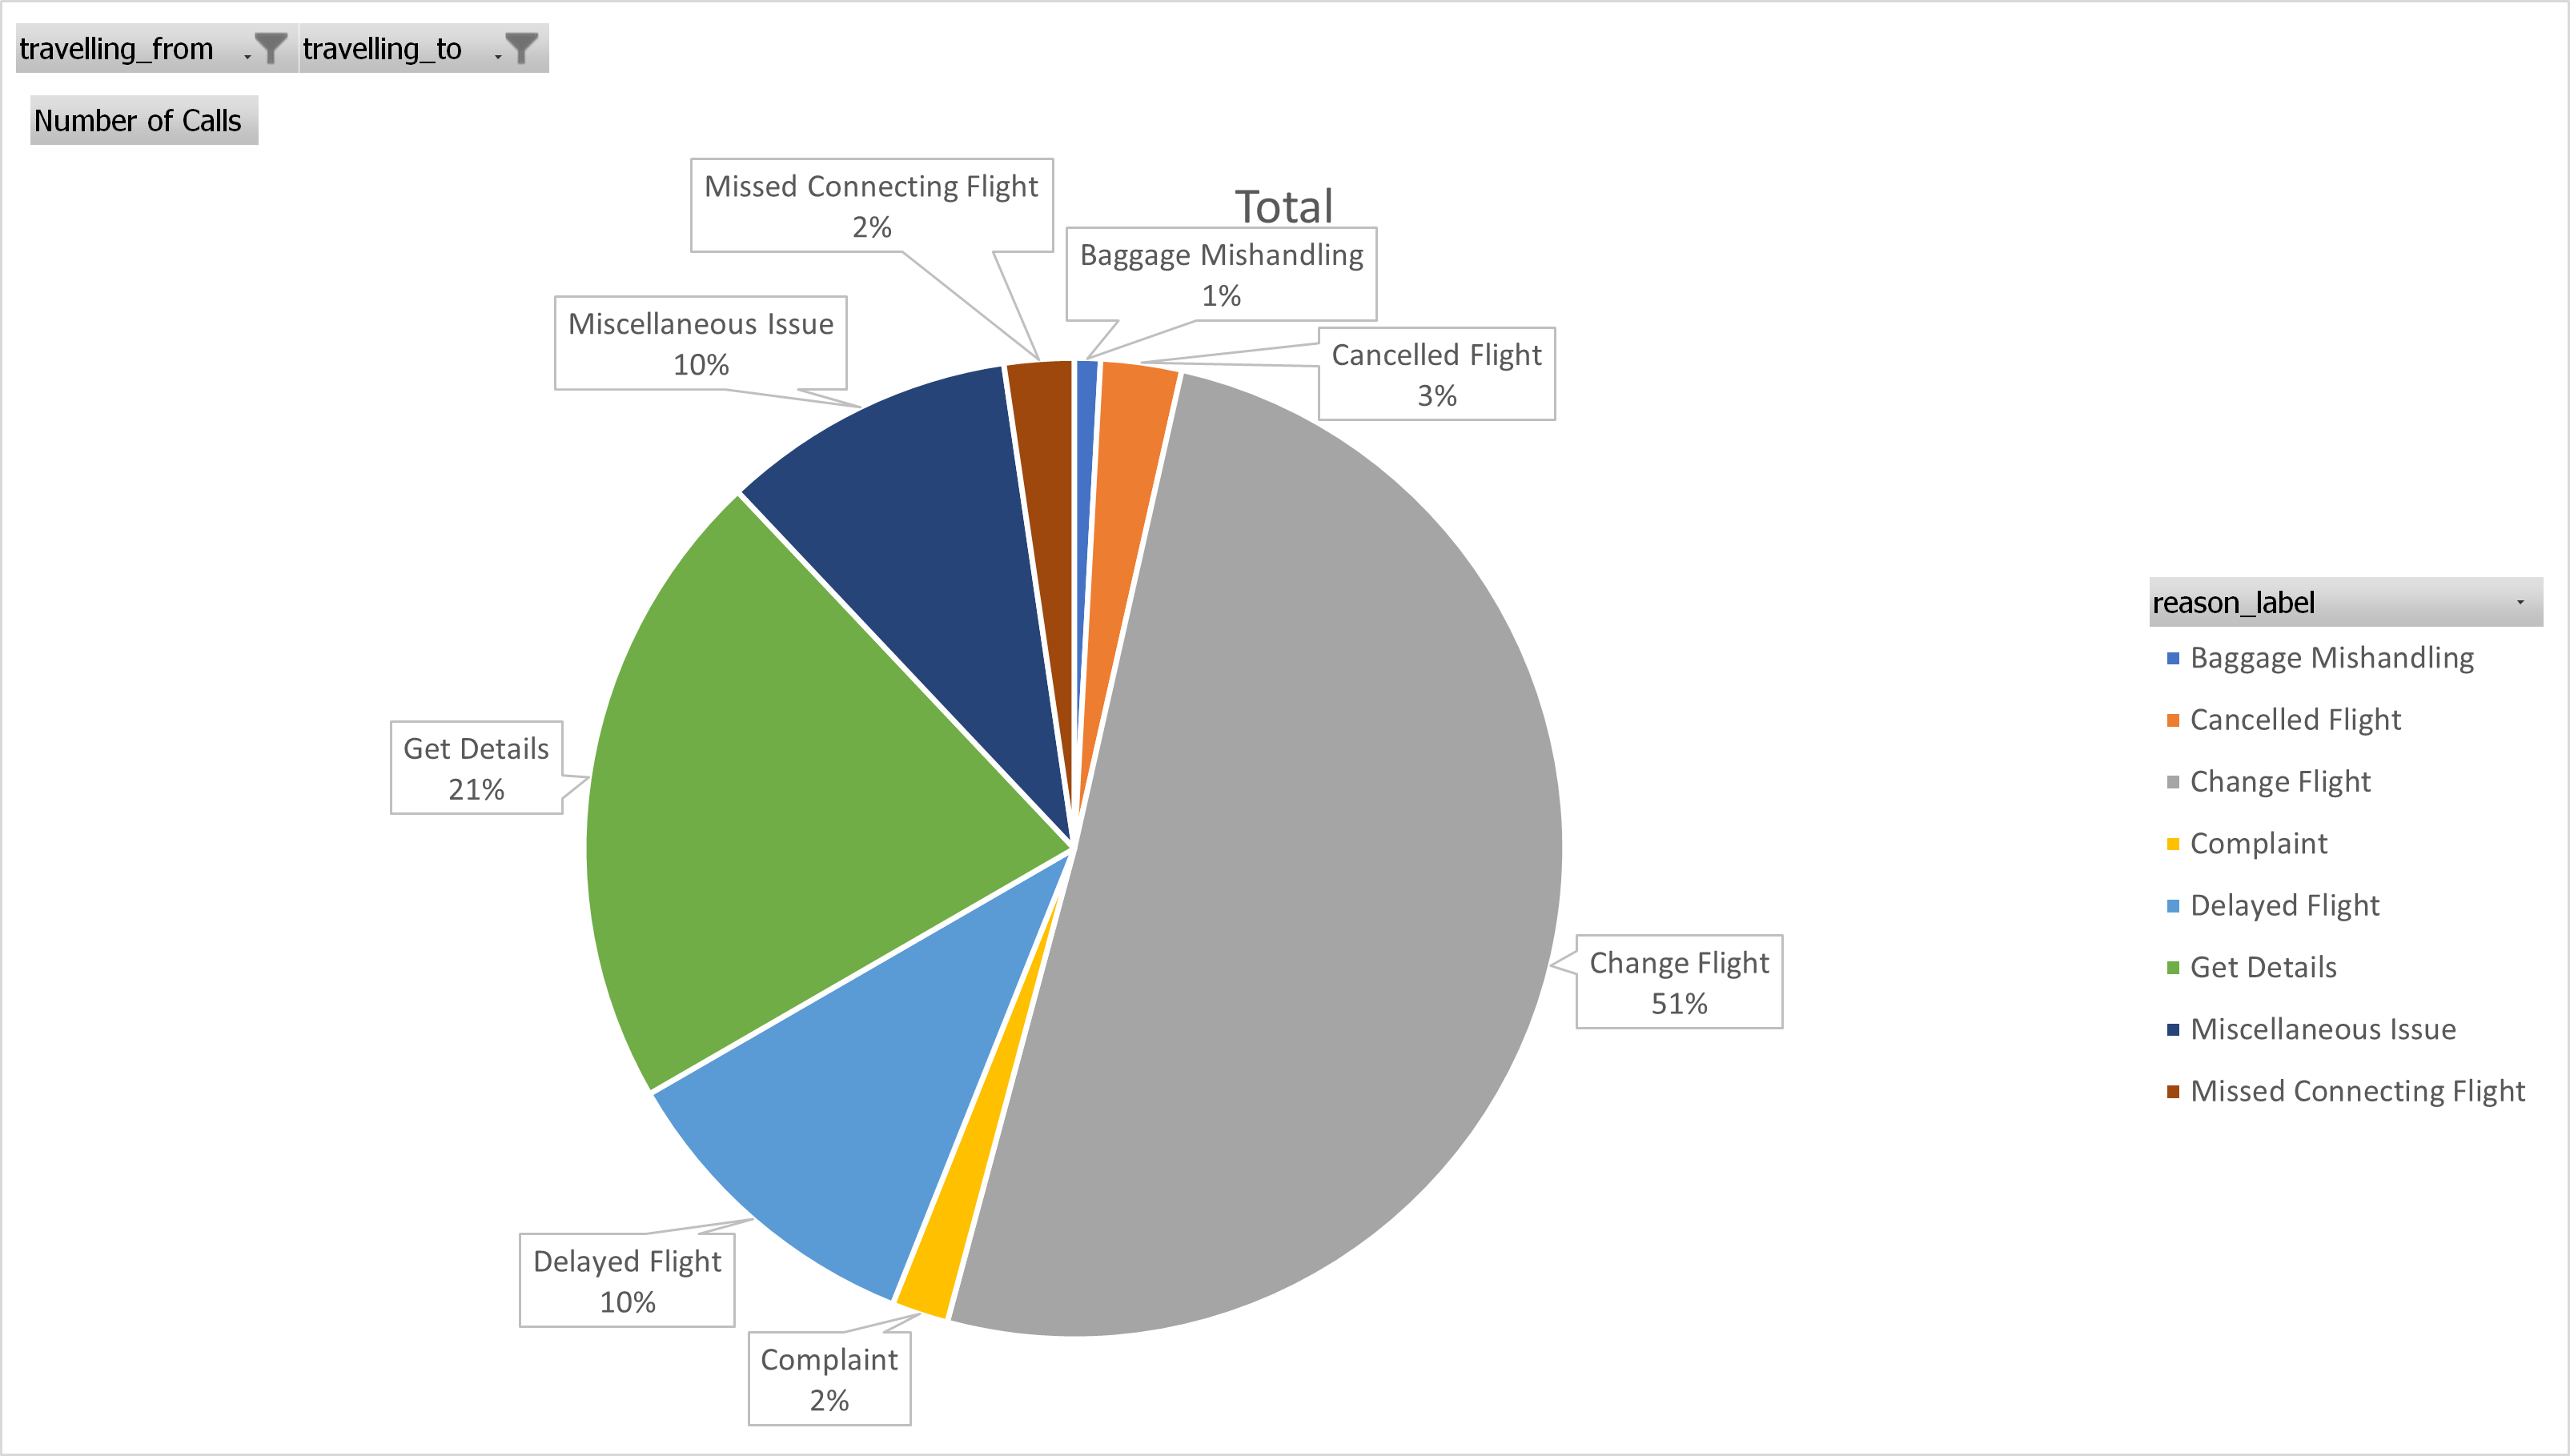 travelling_from
travelling_to
Number of Calls
Total
Missed Connecting Flight
2%
Baggage Mishandling
1%
Miscellaneous Issue
10%
Cancelled Flight
3%
Get Details
21%
Change Flight
51%
Delayed Flight
10%
Complaint
2%
reason_label
Baggage Mishandling
Cancelled Flight
Change Flight
Complaint
Delayed Flight
Get Details
Miscellaneous Issue
Missed Connecting Flight